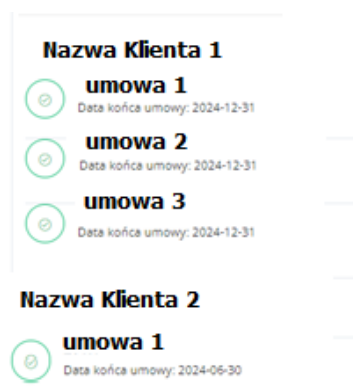 Nazwa Klienta 1
umowa 1
Data końca umowy: 2024-12-31
umowa 2
Data końca umowy: 2024-12-31
umowa 3
Data końca umowy: 2024-12-31
Nazwa Klienta 2
umowa 1
Data końca umowy: 2024-06-30